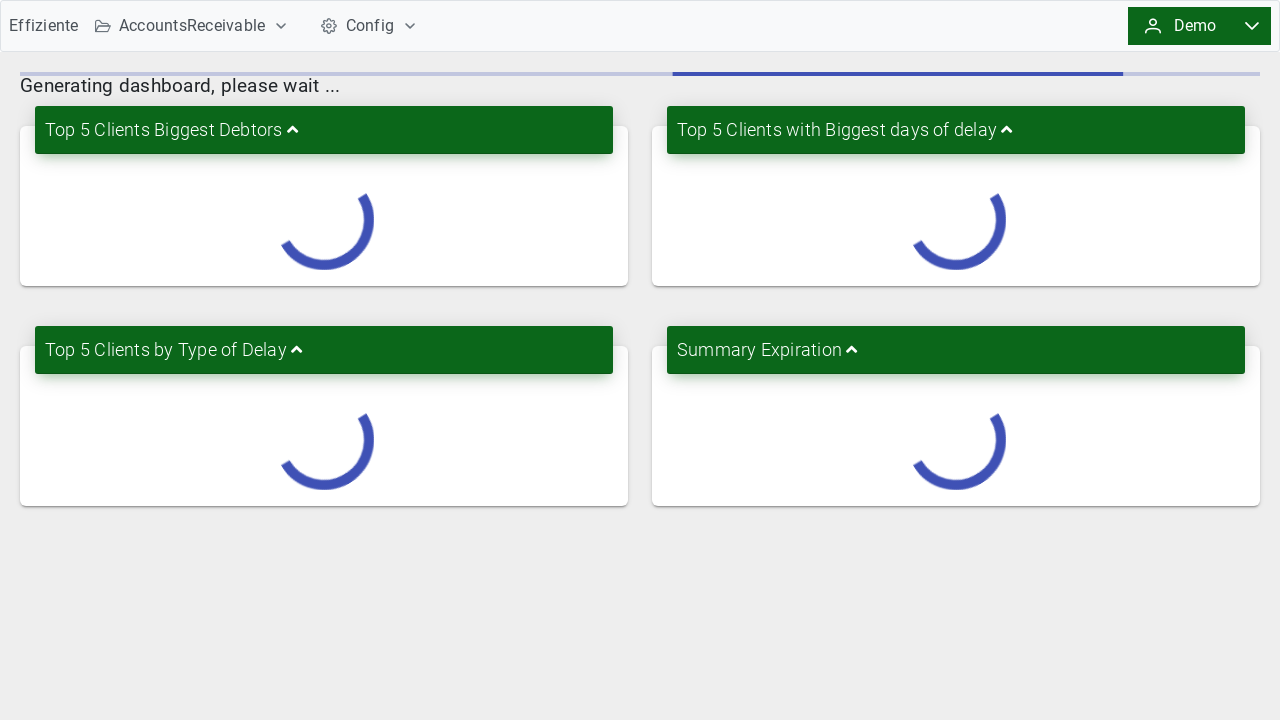 Effiziente AccountsReceivable Config Demo
Generating dashboard, please wait ...
Top 5 Clients Biggest Debtors
Top 5 Clients with Biggest days of delay
Top 5 Clients by Type of Delay
Summary Expiration